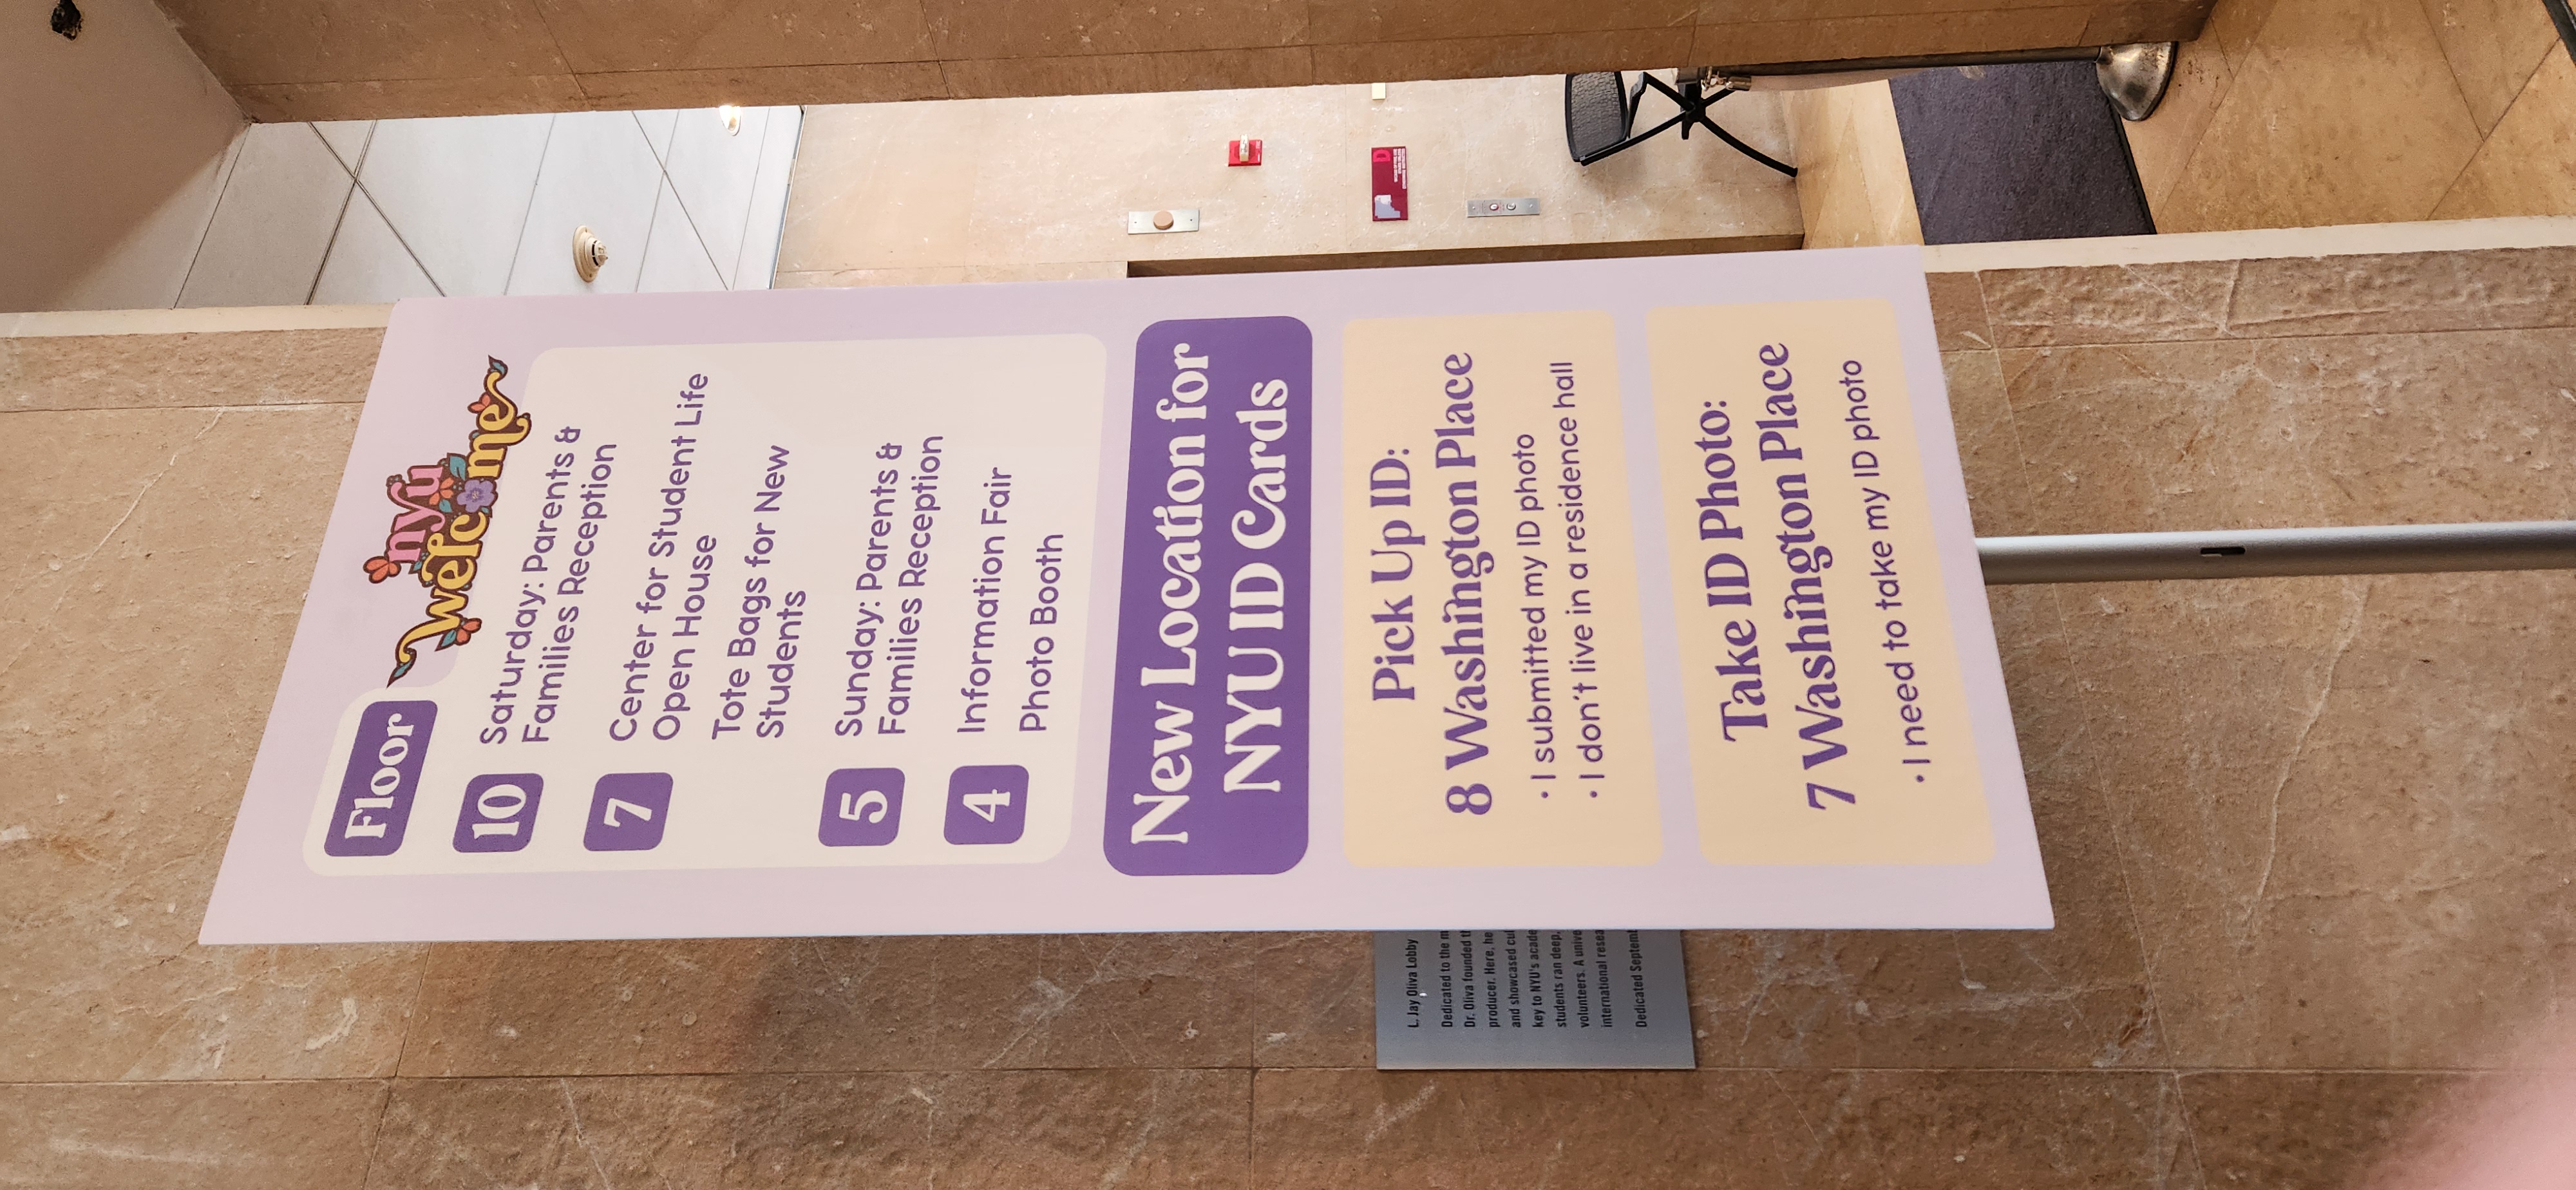 Floor
nyu
welcome
10
Saturday: Parents &
Families Reception
7
Center for Student Life
Open House
Tote Bags for New
Students
5
Sunday: Parents &
Families Reception
4
Information Fair
Photo Booth
New Location for
NYU ID Cards
Pick Up ID:
8 Washington Place
• I submitted my ID photo
• I don't live in a residence hall
Take ID Photo:
7 Washington Place
• I need to take my ID photo
L. Jay Oliva Lobby
Dedicated to the
Dr. Oliva founded
producer. Here, he
and showcased
key to NYU's
students ran deep,
volunteers. A
international
Dedicated
D